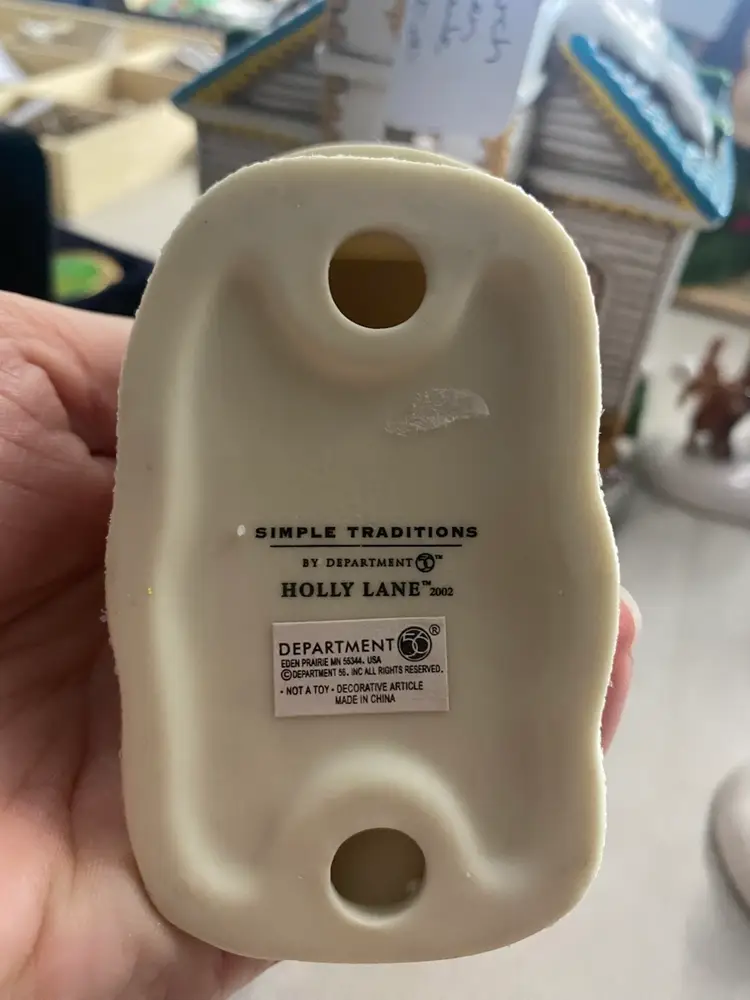 SIMPLE TRADITIONS
BY DEPARTMENT 56™
HOLLY LANE™ 2002
DEPARTMENT 56®
EDEN PRAIRIE MN 55344. USA
©DEPARTMENT 56. INC ALL RIGHTS RESERVED.
- NOT A TOY - DECORATIVE ARTICLE
MADE IN CHINA